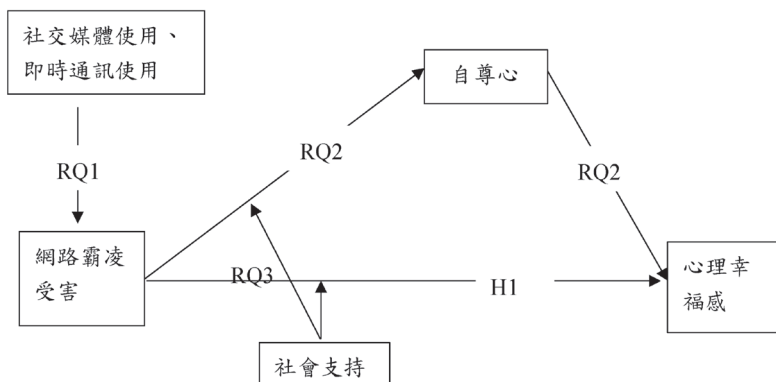 社交媒體使用、
即時通訊使用
自尊心
RQ2
RQ1
RQ2
網路霸凌
受害
RQ3
H1
心理幸
福感
社會支持